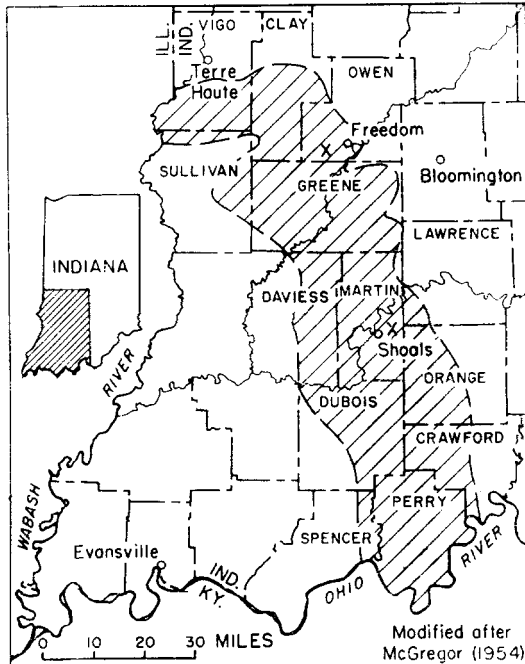 VIGO
CLAY
ILL.
IND.
Terre Haute
OWEN
Freedom
X
SULLIVAN
GREENE
Bloomington
LAWRENCE
INDIANA
DAVIESS
MARTIN
X
Shoals
RIVER
ORANGE
DUBOIS
CRAWFORD
WABASH
PERRY
SPENCER
Evansville
IND.
KY.
OHIO
RIVER
0 10 20 30 MILES
Modified after
McGregor (1954)